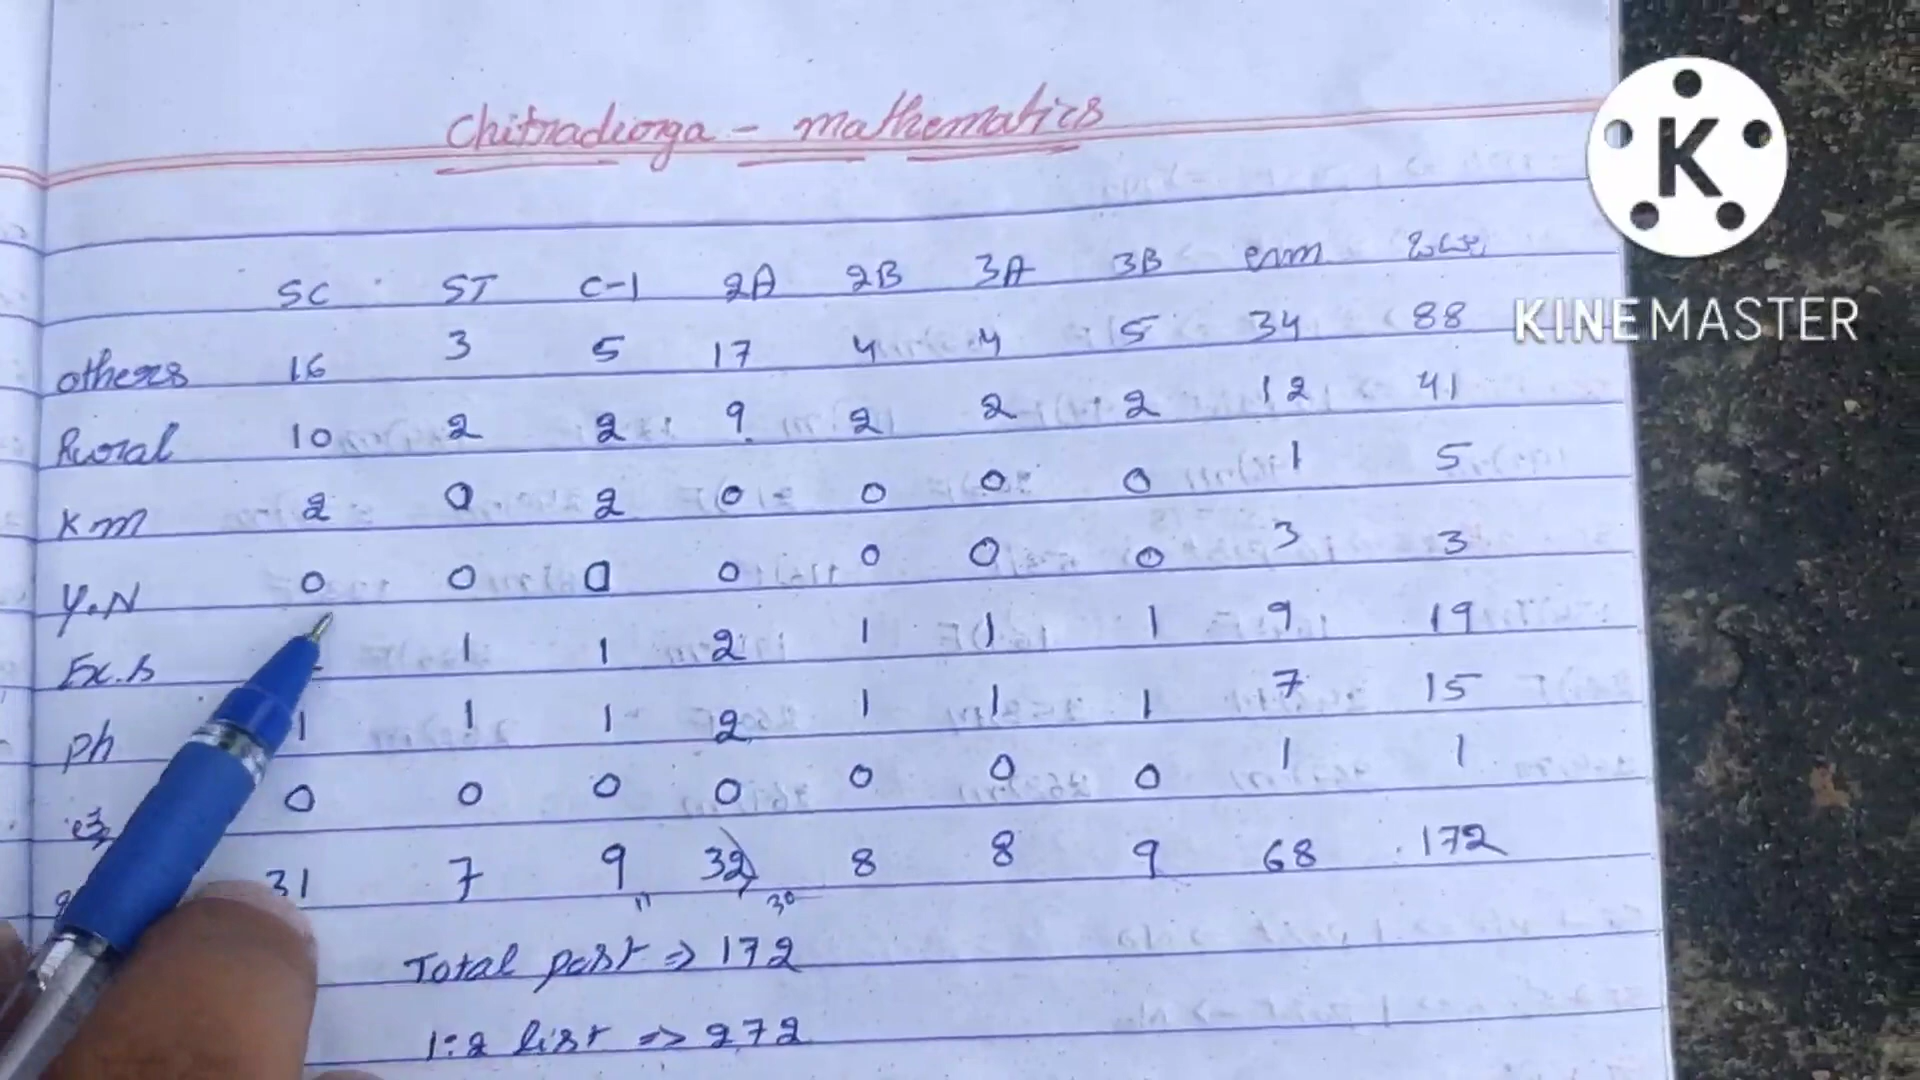 Chitradurga - mathematics
SC ST C-1 2A 2B 3A 3B GM ಒಟ್ಟು
others 16 3 5 17 4 4 5 34 88
Rural 10 2 2 9 2 2 2 12 41
KM 2 0 2 0 0 0 0 1 5
Y.N 0 0 0 0 0 0 0 3 3
Ex.s 1 1 2 1 1 1 9 19
ph 1 1 1 2 1 1 1 7 15
0 0 0 0 0 0 0 1 1
31 7 9 32 8 8 9 68 172
11 30
Total post => 172
1:2 list => 272
K
KINEMASTER